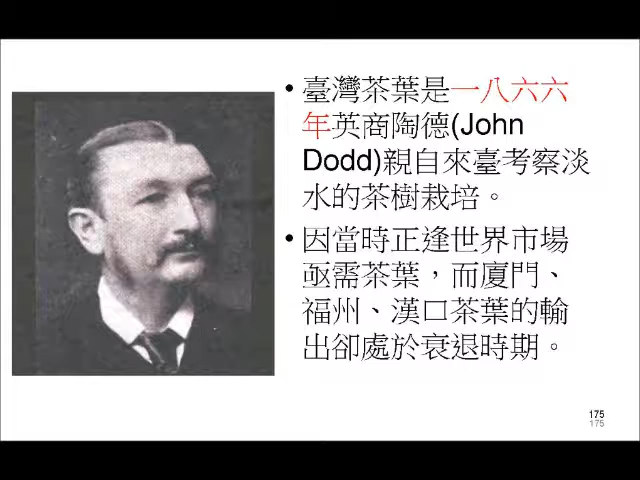 • 臺灣茶葉是一八六六
年英商陶德(John
Dodd)親自來臺考察淡
水的茶樹栽培。
• 因當時正逢世界市場
亟需茶葉，而廈門、
福州、漢口茶葉的輸
出卻處於衰退時期。
175
175